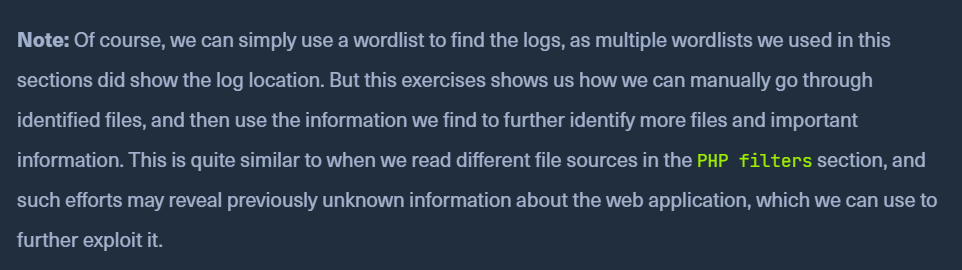 Note: Of course, we can simply use a wordlist to find the logs, as multiple wordlists we used in this
sections did show the log location. But this exercises shows us how we can manually go through
identified files, and then use the information we find to further identify more files and important
information. This is quite similar to when we read different file sources in the PHP filters section, and
such efforts may reveal previously unknown information about the web application, which we can use to
further exploit it.